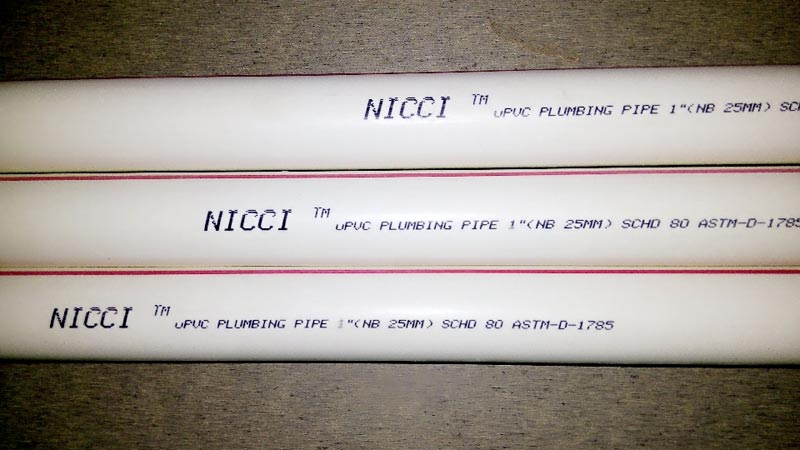 NICCI ™ uPVC PLUMBING PIPE 1"(NB 25MM) SCH
NICCI ™ uPVC PLUMBING PIPE 1"(NB 25MM) SCHD 80 ASTM-D-1785
NICCI ™ uPVC PLUMBING PIPE 1"(NB 25MM) SCHD 80 ASTM-D-1785